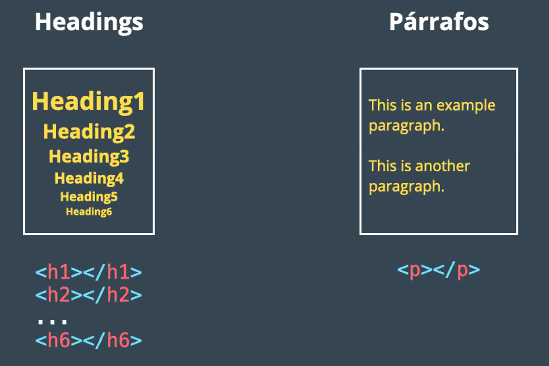 Headings
Heading1
Heading2
Heading3
Heading4
Heading5
Heading6
<h1></h1>
<h2></h2>
...
<h6></h6>
Párrafos
This is an example
paragraph.
This is another
paragraph.
<p></p>